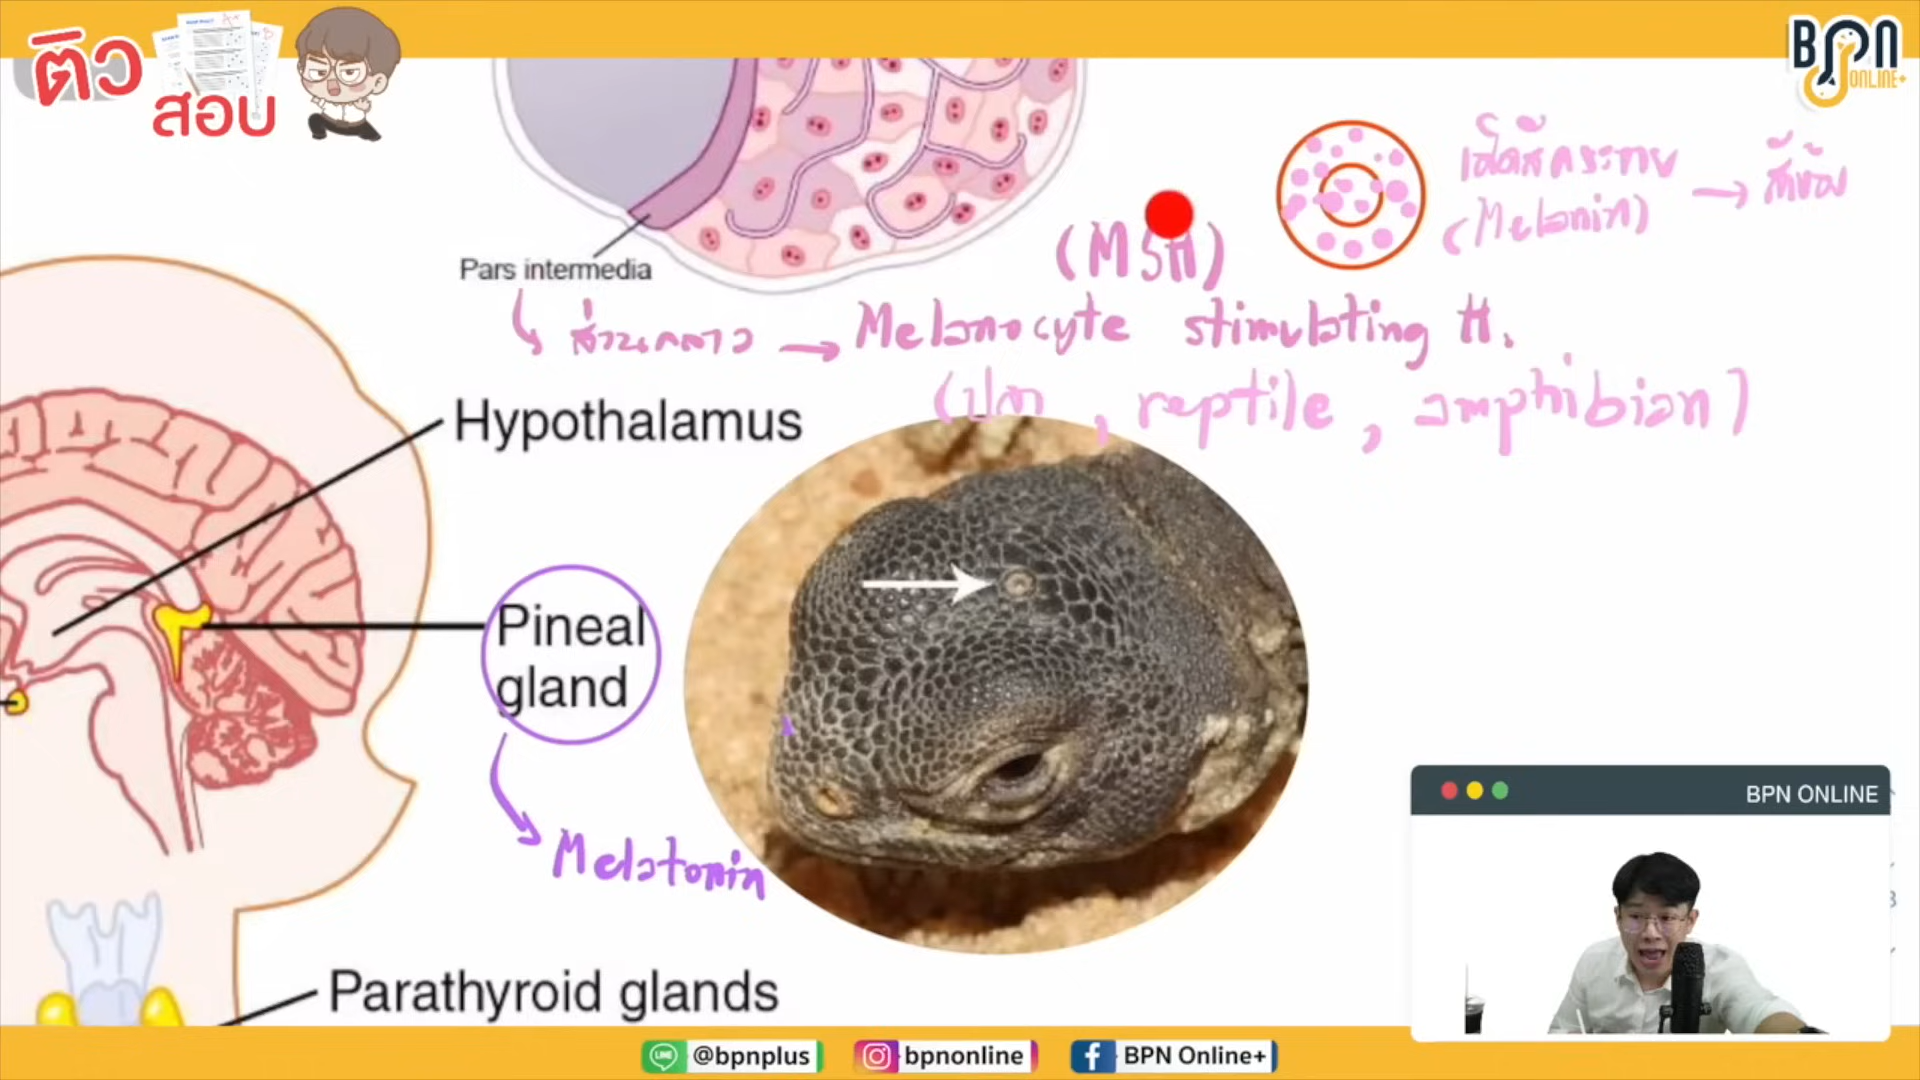 ติว
สอบ
BPN
ONLINE+
Pars intermedia
(MSH)
เม็ดสีกระจาย
(Melanin) → สีเข้ม
ส่วนกลาง → Melanocyte stimulating H.
(ปลา, reptile, amphibian)
Hypothalamus
Pineal
gland
Melatonin
Parathyroid glands
BPN ONLINE
LINE @bpnplus
bpnonline
BPN Online+